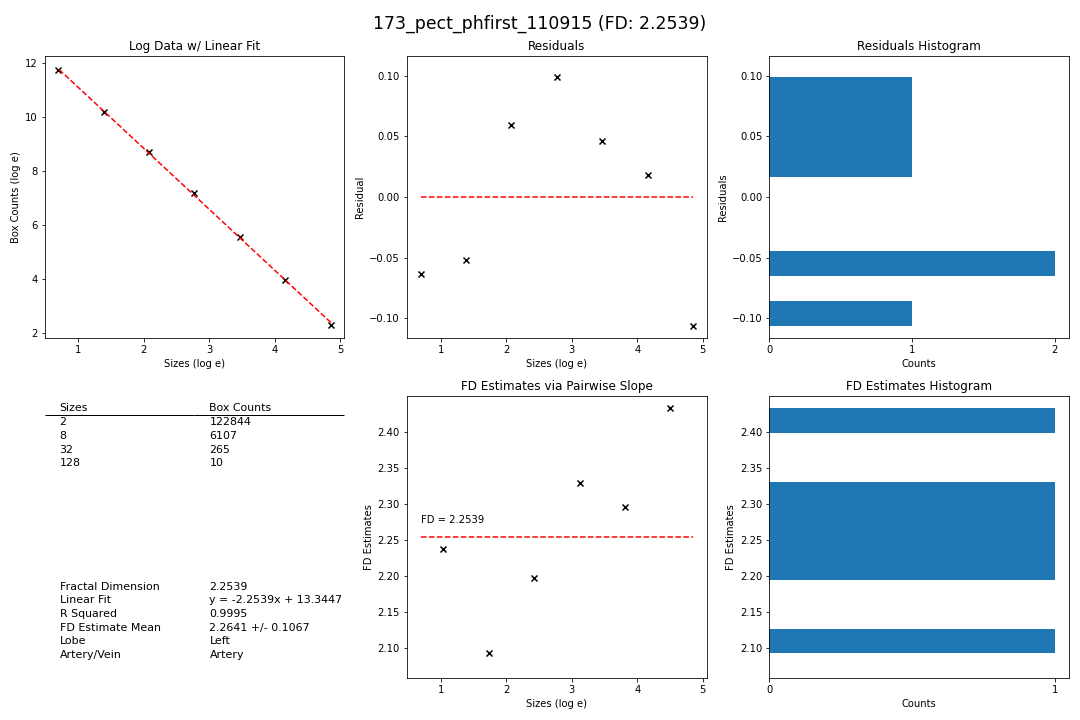 173_pect_phfirst_110915 (FD: 2.2539)
Log Data w/ Linear Fit
Box Counts (log e)
12
10
8
6
4
2
1 2 3 4 5
Sizes (log e)
Residuals
Residual
0.10
0.05
0.00
−0.05
−0.10
1 2 3 4 5
Sizes (log e)
Residuals Histogram
Residuals
0.10
0.05
0.00
−0.05
−0.10
0 1 2
Counts
Sizes Box Counts
2 122844
8 6107
32 265
128 10
Fractal Dimension 2.2539
Linear Fit y = -2.2539x + 13.3447
R Squared 0.9995
FD Estimate Mean 2.2641 +/- 0.1067
Lobe Left
Artery/Vein Artery
FD Estimates via Pairwise Slope
FD Estimates
2.40
2.35
2.30
2.25
2.20
2.15
2.10
FD = 2.2539
1 2 3 4 5
Sizes (log e)
FD Estimates Histogram
FD Estimates
2.40
2.35
2.30
2.25
2.20
2.15
2.10
0 1
Counts